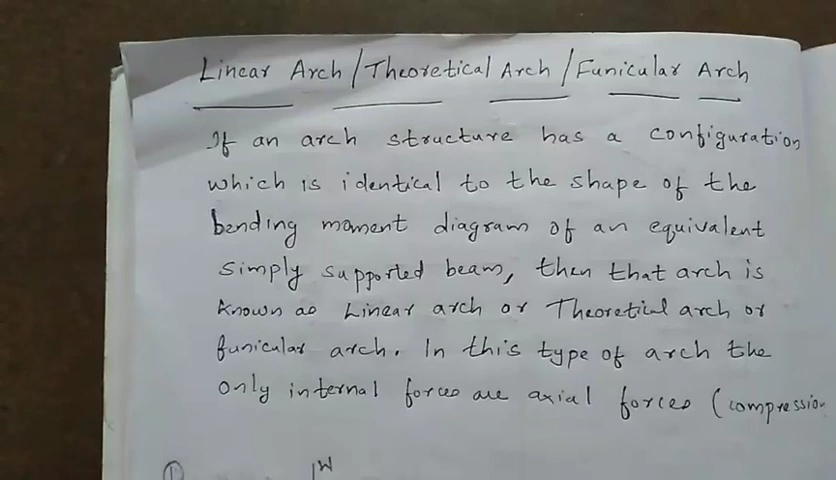 Linear Arch/Theoretical Arch/Funicular Arch
If an arch structure has a configuration
which is identical to the shape of the
bending moment diagram of an equivalent
simply supported beam, then that arch is
known as Linear arch or Theoretical arch or
funicular arch. In this type of arch the
only internal forces are axial forces (compression
1 W